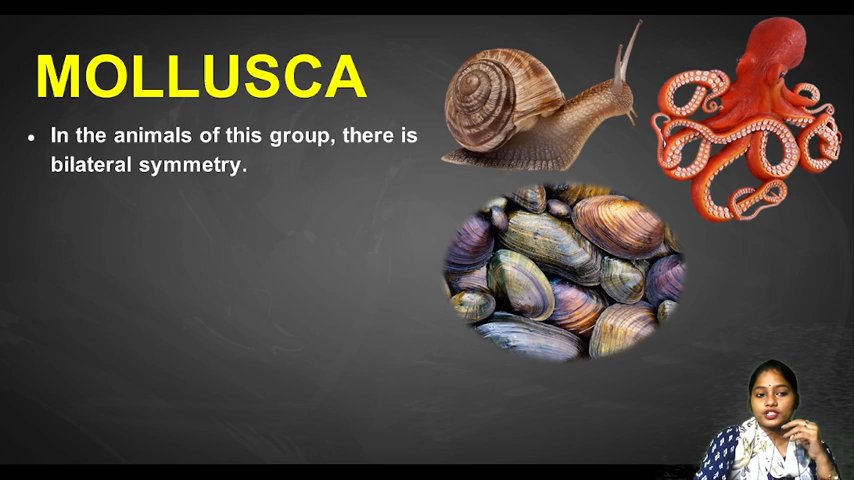 MOLLUSCA
• In the animals of this group, there is
bilateral symmetry.